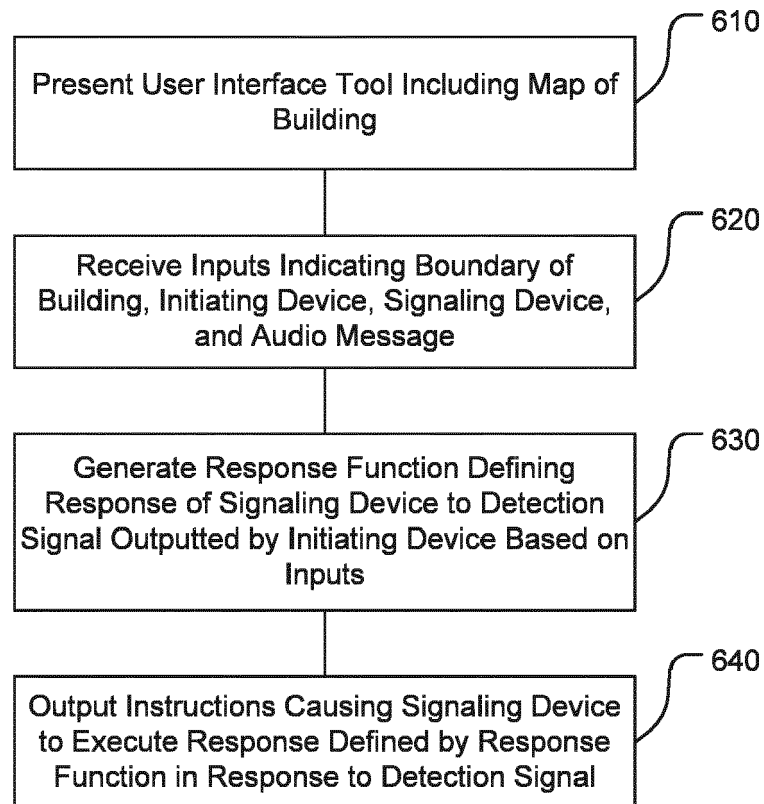 610
Present User Interface Tool Including Map of
Building
620
Receive Inputs Indicating Boundary of
Building, Initiating Device, Signaling Device,
and Audio Message
630
Generate Response Function Defining
Response of Signaling Device to Detection
Signal Outputted by Initiating Device Based on
Inputs
640
Output Instructions Causing Signaling Device
to Execute Response Defined by Response
Function in Response to Detection Signal